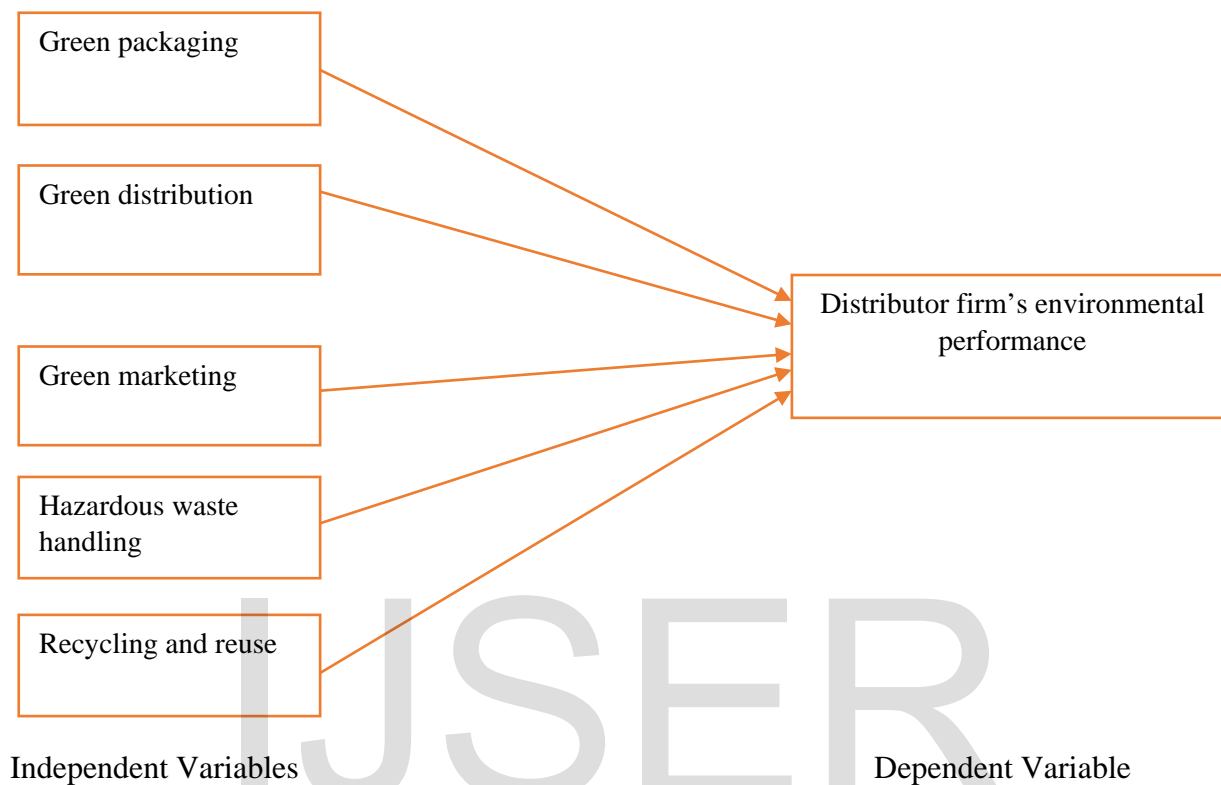 Green packaging
Green distribution
Green marketing
Hazardous waste
handling
Recycling and reuse
Distributor firm’s environmental
performance
Independent Variables
Dependent Variable
IJSER